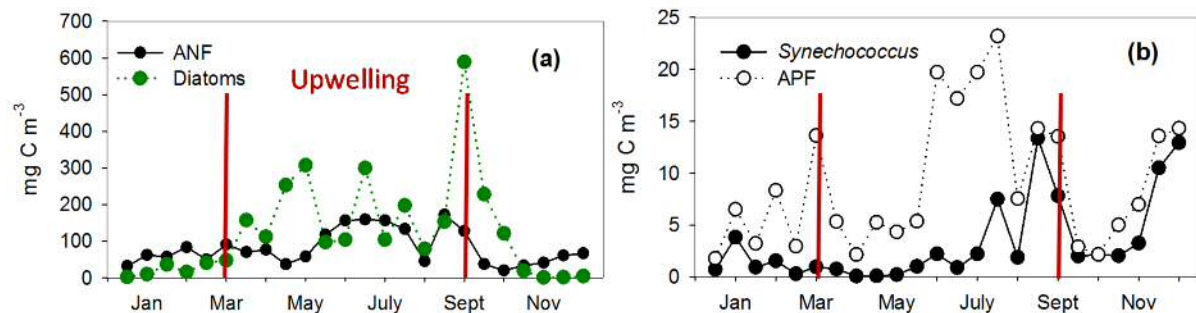 700
600
500
400
300
200
100
0
mg C m⁻³
ANF
Diatoms
Upwelling
(a)
Jan Mar May July Sept Nov
25
20
15
10
5
0
mg C m⁻³
Synechococcus
APF
(b)
Jan Mar May July Sept Nov